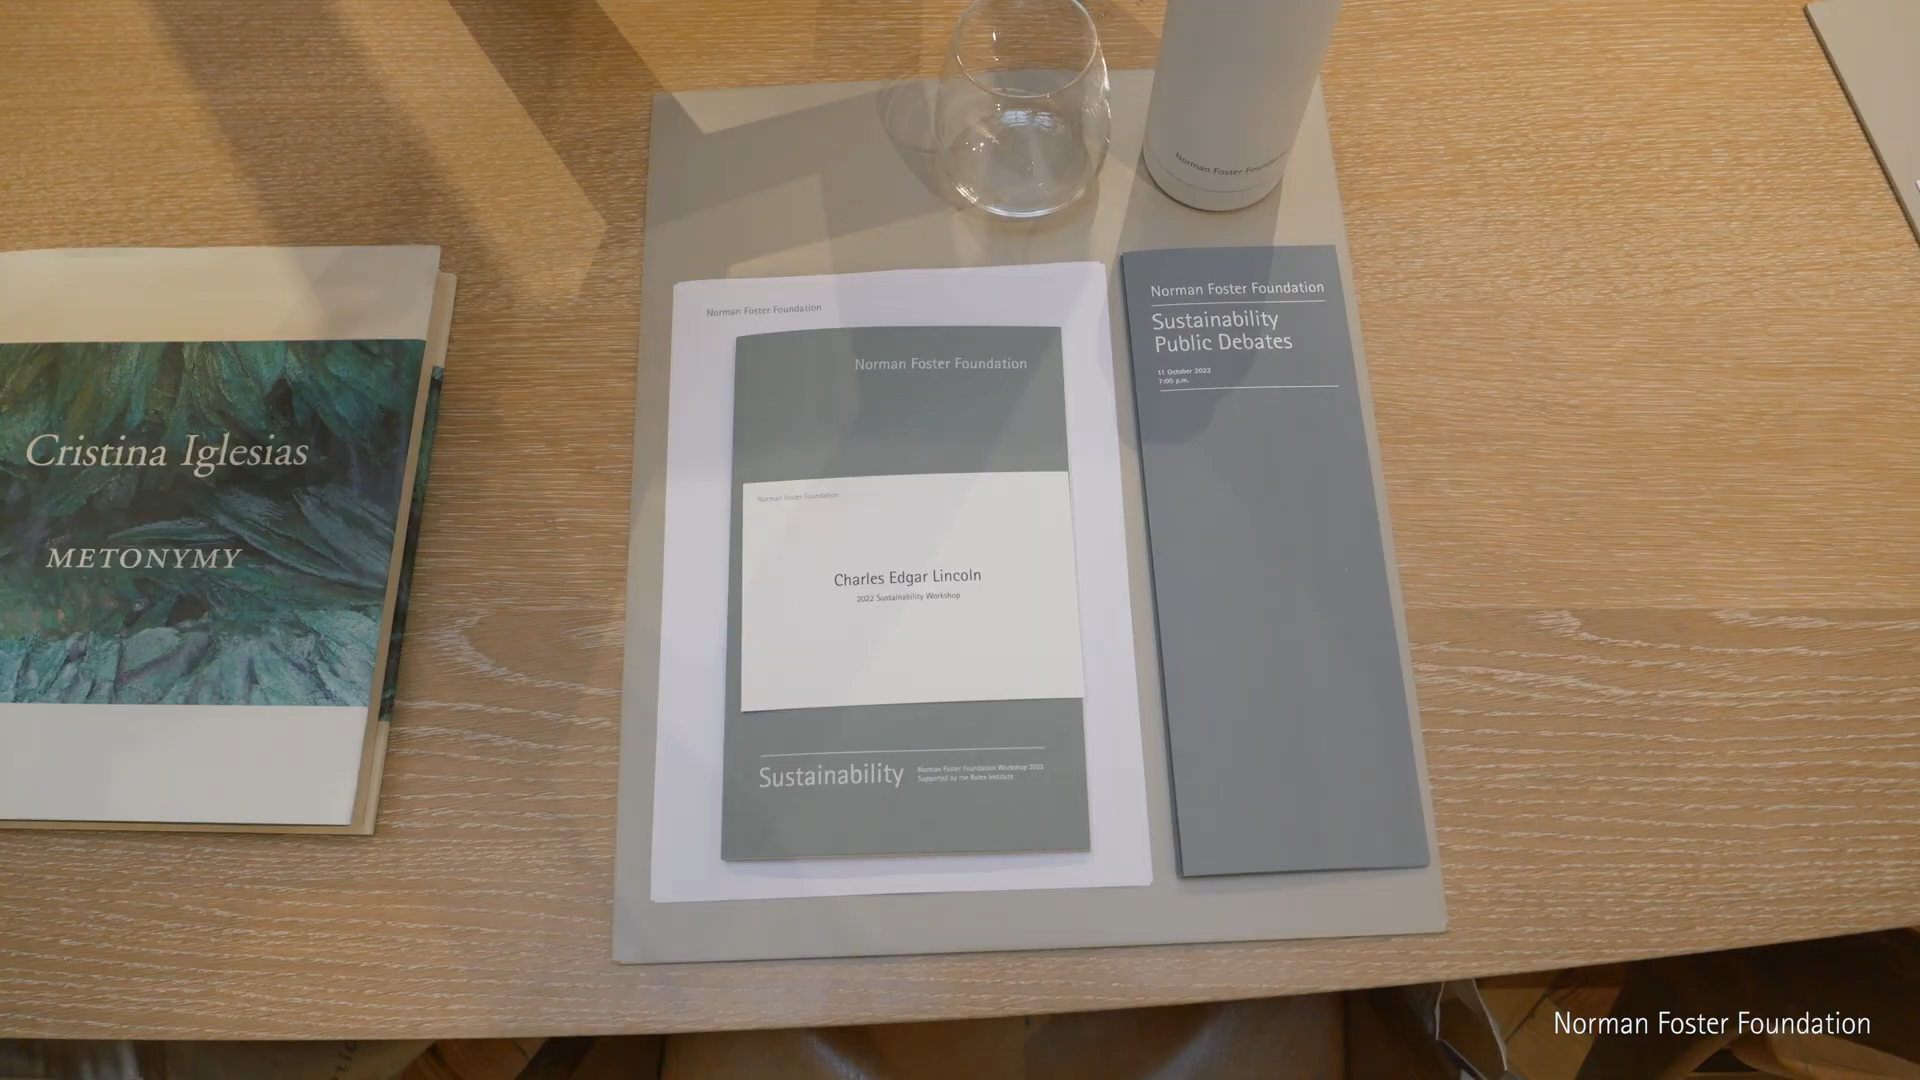 Norman Foster Foundation
Cristina Iglesias
METONYMY
Norman Foster Foundation
Norman Foster Foundation
Norman Foster Foundation
Charles Edgar Lincoln
2022 Sustainability Workshop
Sustainability
Norman Foster Foundation Workshop 2022
Supported by the Rolex Institute
Norman Foster Foundation
Sustainability
Public Debates
11 October 2022
7:00 p.m.
Norman Foster Foundation